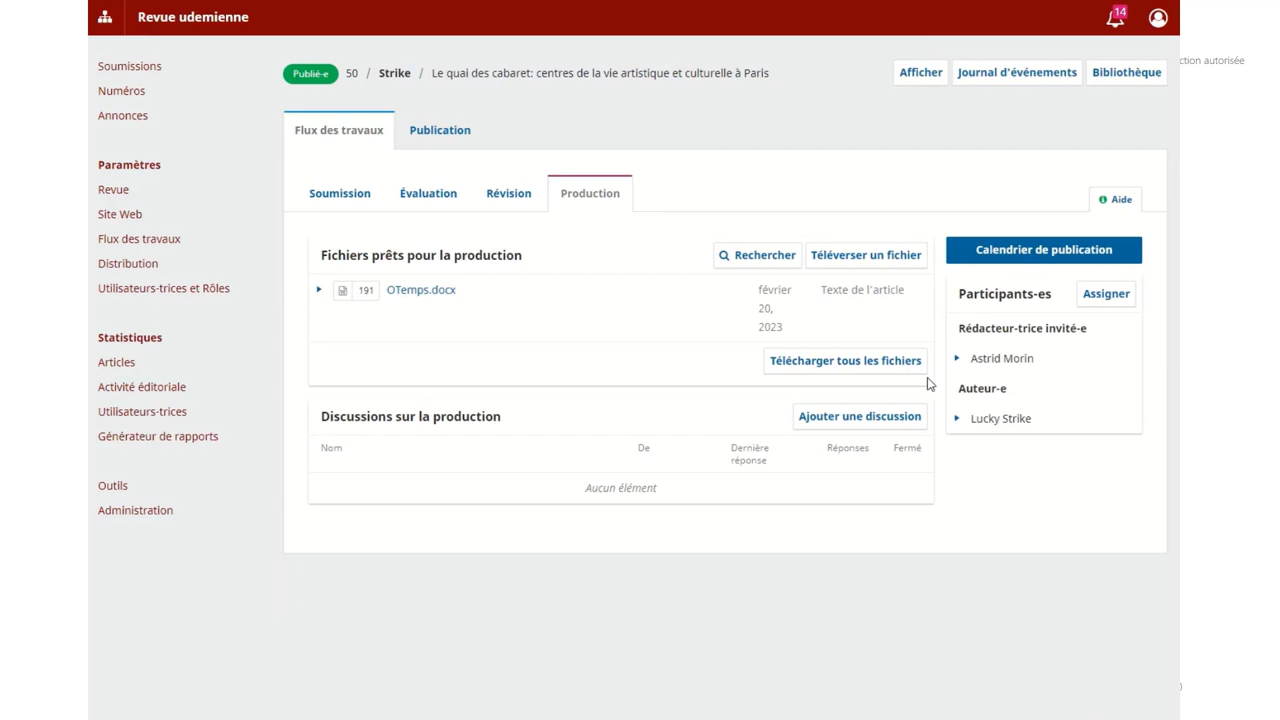 Revue udemienne
14
Soumissions
Numéros
Annonces
Paramètres
Revue
Site Web
Flux des travaux
Distribution
Utilisateurs-trices et Rôles
Statistiques
Articles
Activité éditoriale
Utilisateurs-trices
Générateur de rapports
Outils
Administration
Publié-e 50 / Strike / Le quai des cabaret: centres de la vie artistique et culturelle à Paris
Afficher Journal d'événements Bibliothèque
ction autorisée
Flux des travaux Publication
Soumission Évaluation Révision Production
Aide
Fichiers prêts pour la production Rechercher Téléverser un fichier
191 OTemps.docx février 20, 2023 Texte de l'article
Télécharger tous les fichiers
Discussions sur la production Ajouter une discussion
Nom De Dernière réponse Réponses Fermé
Aucun élément
Calendrier de publication
Participants-es Assigner
Rédacteur-trice invité-e
Astrid Morin
Auteur-e
Lucky Strike